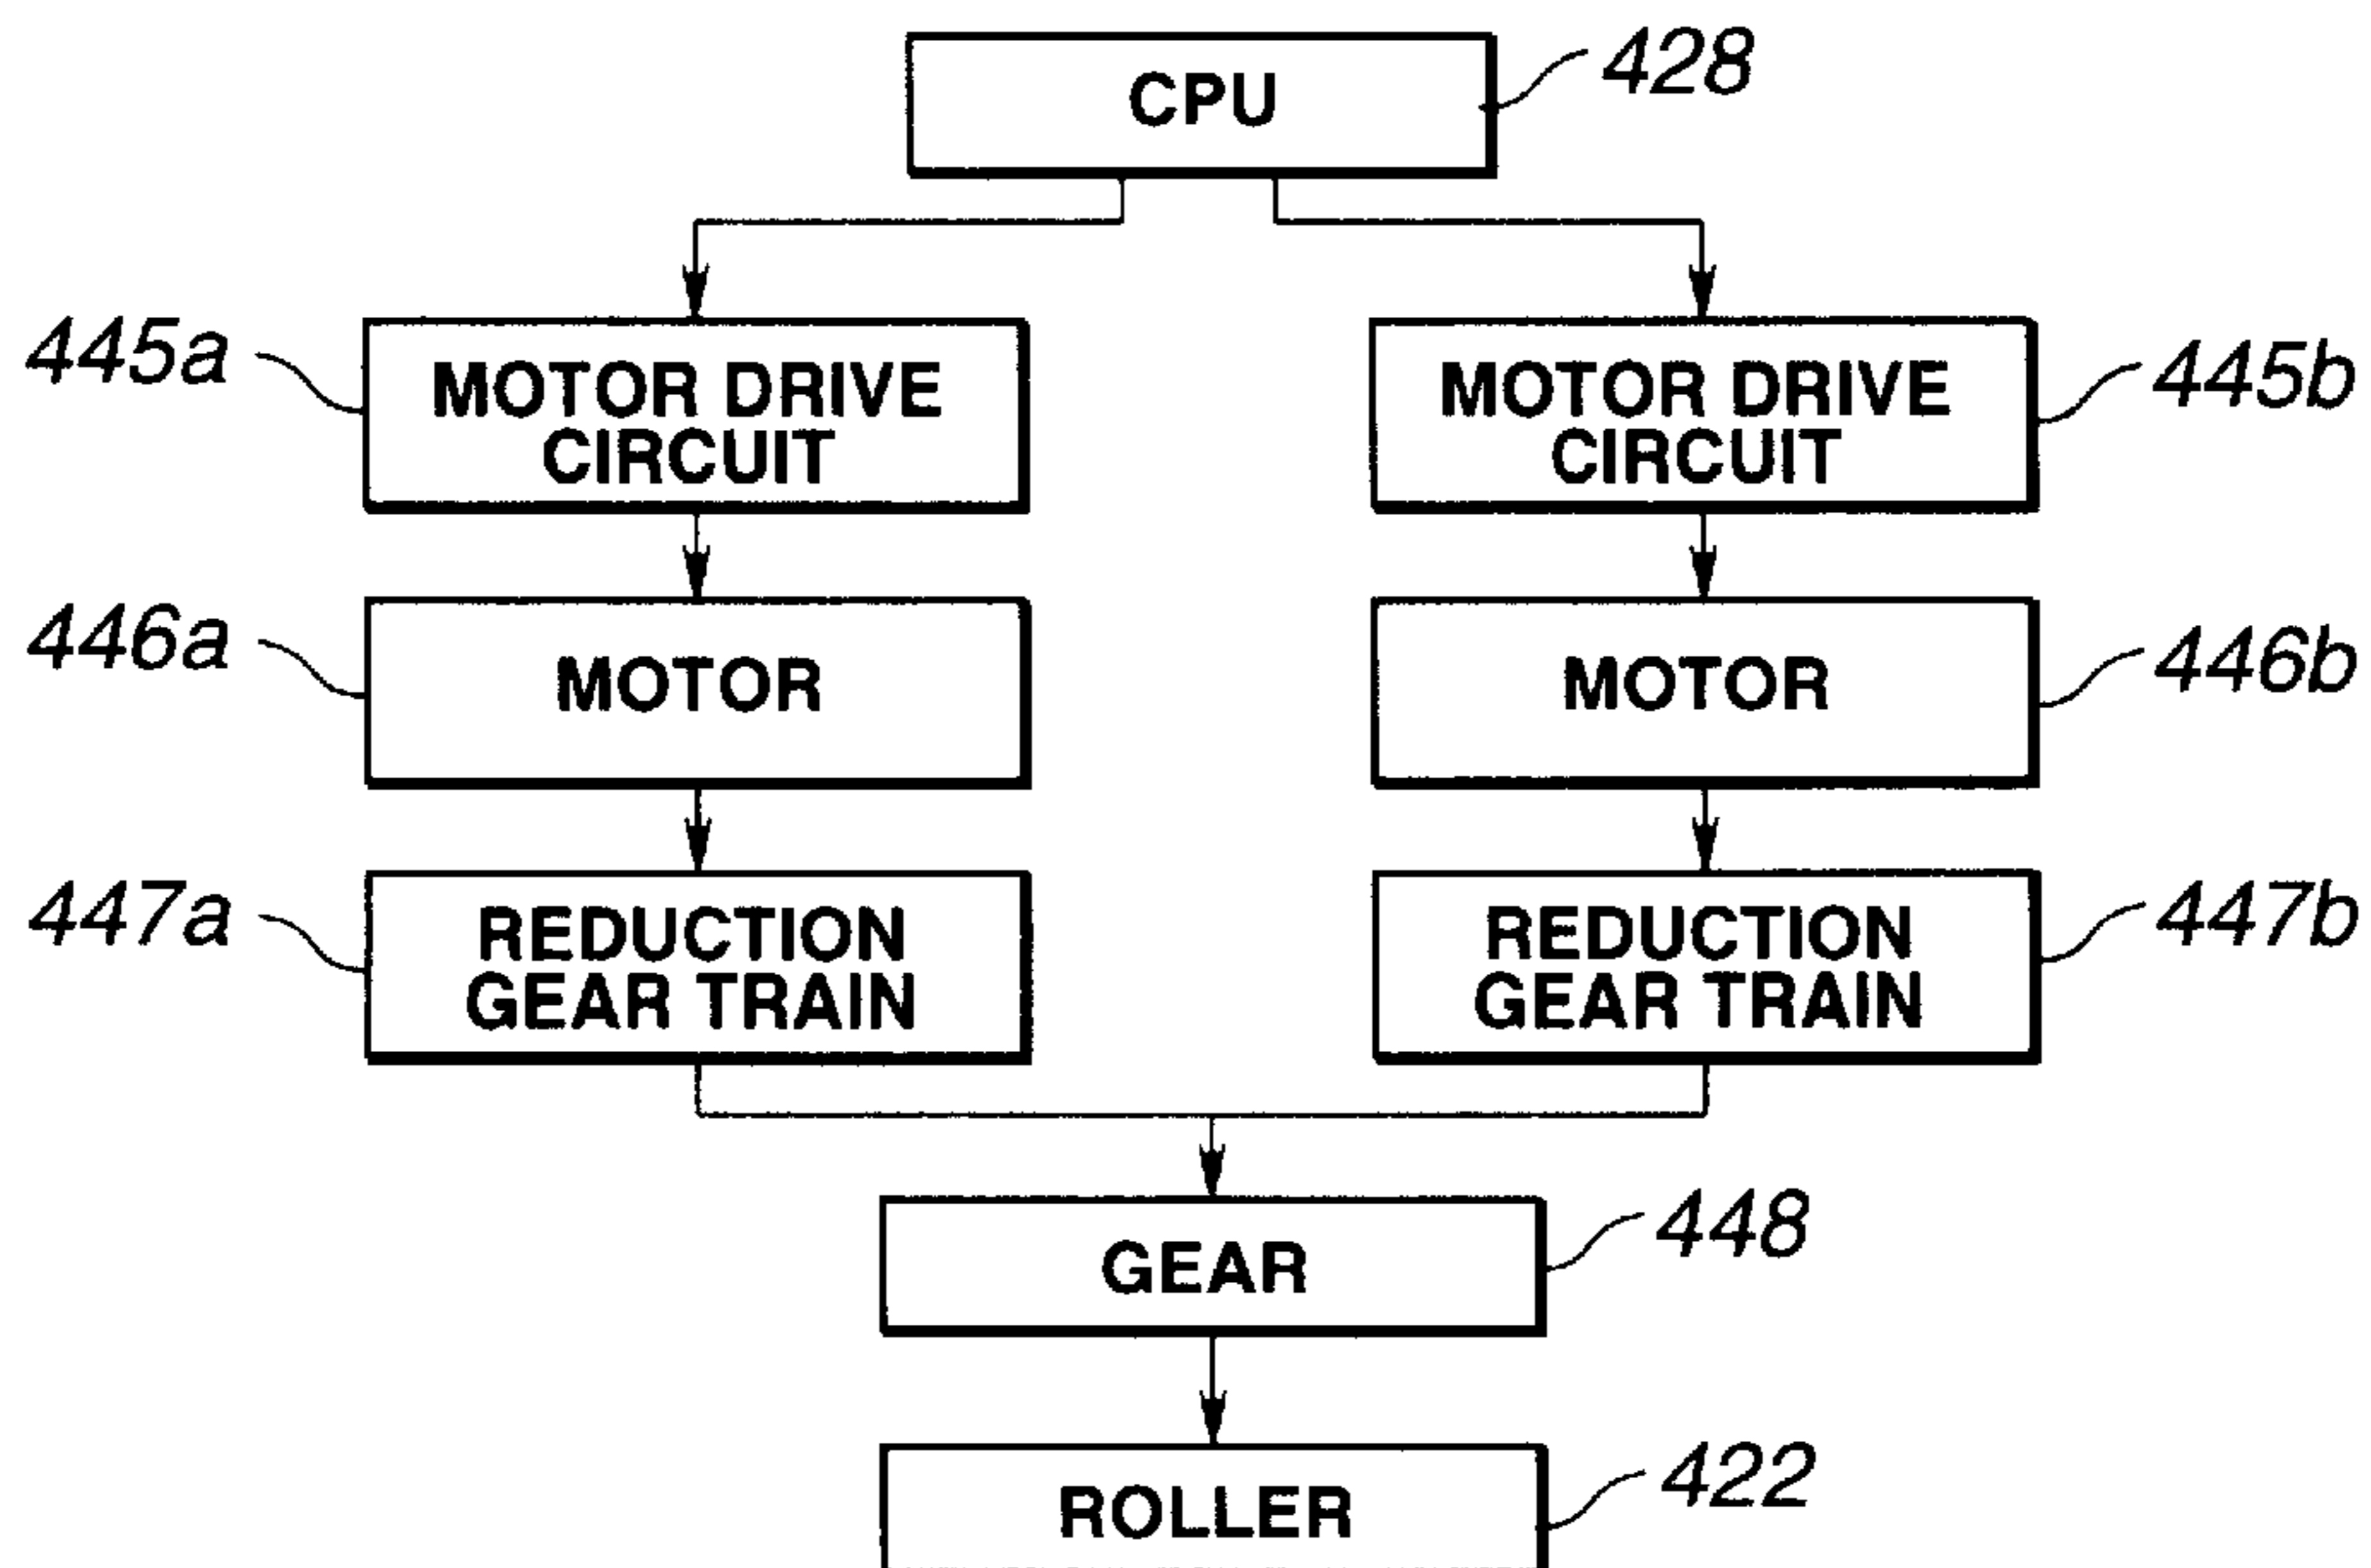 CPU
428
445a
MOTOR DRIVE
CIRCUIT
MOTOR DRIVE
CIRCUIT
445b
446a
MOTOR
MOTOR
446b
447a
REDUCTION
GEAR TRAIN
REDUCTION
GEAR TRAIN
447b
GEAR
448
ROLLER
422